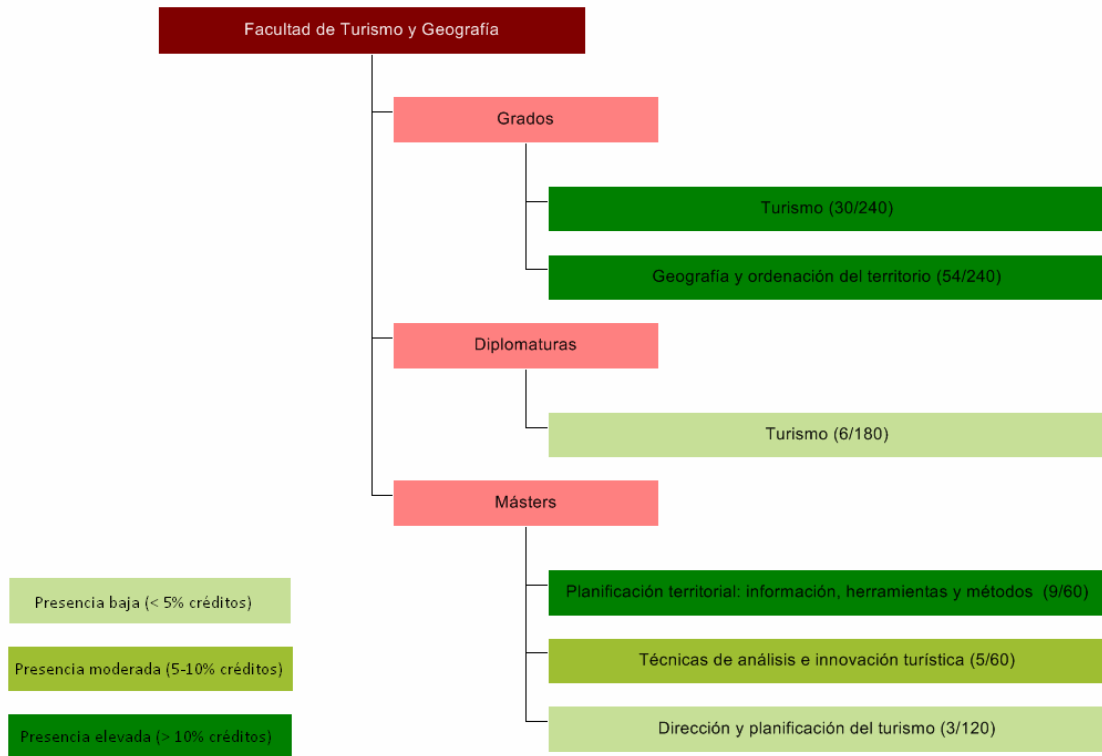 Facultad de Turismo y Geografía
Grados
Turismo (30/240)
Geografía y ordenación del territorio (54/240)
Diplomaturas
Turismo (6/180)
Másters
Planificación territorial: información, herramientas y métodos (9/60)
Técnicas de análisis e innovación turística (5/60)
Dirección y planificación del turismo (3/120)
Presencia baja (< 5% créditos)
Presencia moderada (5-10% créditos)
Presencia elevada (> 10% créditos)